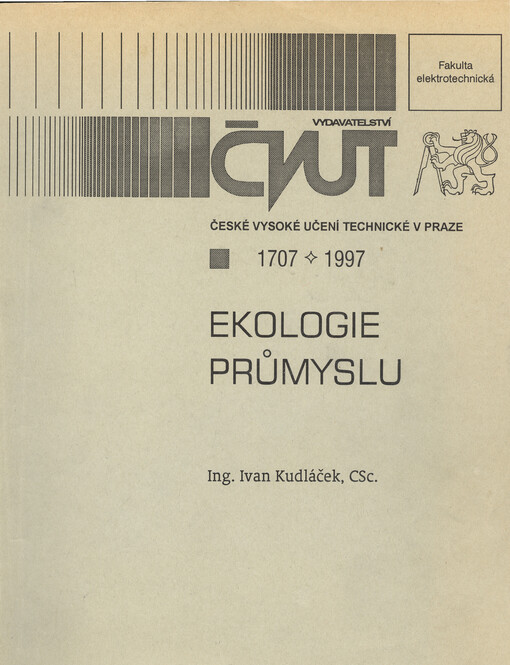 Fakulta
elektrotechnická
VYDAVATELSTVÍ
ČVUT
ČESKÉ VYSOKÉ UČENÍ TECHNICKÉ V PRAZE
1707 ✧ 1997
EKOLOGIE
PRŮMYSLU
Ing. Ivan Kudláček, CSc.